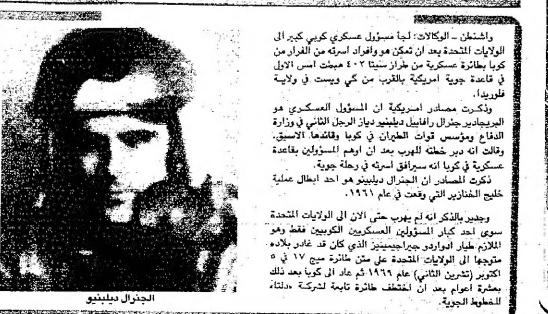 واشنطن - الوكالات: لجأ مسؤول عسكري كوبي كبير الى
الولايات المتحدة بعد ان تمكن هو وافراد اسرته من الفرار من
كوبا بطائرة عسكرية من طراز سسنا ٤٠٢ هبطت امس الاول
في قاعدة جوية امريكية بالقرب من كي ويست في ولاية
فلوريدا.
وذكرت مصادر امريكية ان المسؤول العسكري هو
البريجادير جنرال رافاييل ديلبنيو دياز الرجل الثاني في وزارة
الدفاع ومؤسس قوات الطيران في كوبا وقائدها الاسبق.
وقالت انه دبر خطته للهرب بعد ان اوهم المسؤولين بقاعدة
عسكرية في كوبا انه سيرافق اسرته في رحلة جوية.
ذكرت المصادر ان الجنرال ديلبينو هو احد ابطال عملية
خليج الخنازير التي وقعت في عام ١٩٦١.
وجدير بالذكر انه لم يهرب حتى الان الى الولايات المتحدة
سوى احد كبار المسؤولين العسكريين الكوبيين فقط وهو
الملازم طيار ادواردو جيراجيمينيز الذي كان قد غادر بلاده
متوجها الى الولايات المتحدة على متن طائرة ميج ١٧ في ٥
اكتوبر (تشرين الثاني) عام ١٩٦٩ ثم عاد الى كوبا بعد ذلك
بعشرة اعوام بعد ان اختطف طائرة تابعة لشركة «دلتا»
للخطوط الجوية.
الجنرال ديلبنيو